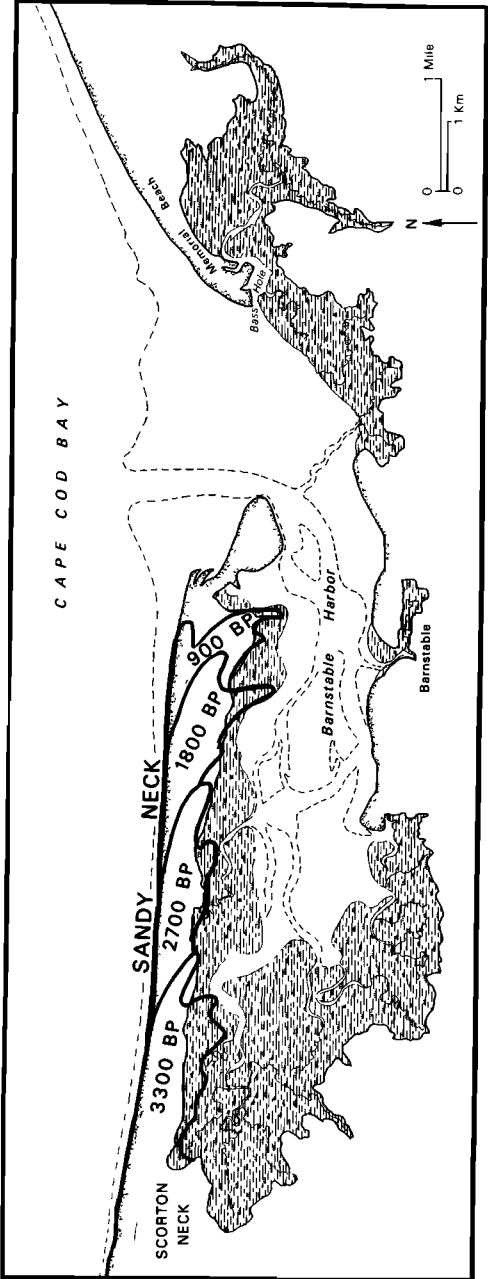 CAPE COD BAY
SANDY NECK
3300 BP
2700 BP
1800 BP
900 BP
SCORTON
NECK
Barnstable Harbor
Barnstable
Memorial Beach
Bass Hole
N
0 1 Mile
0 1 Km